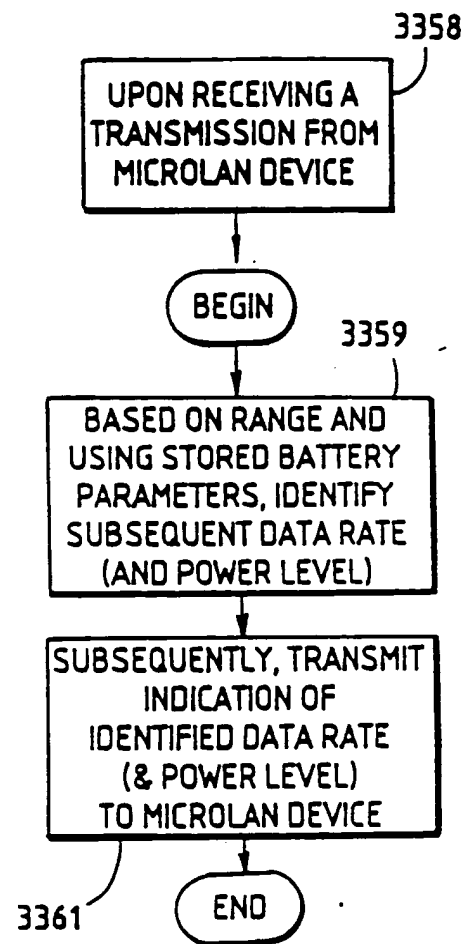 3358
UPON RECEIVING A
TRANSMISSION FROM
MICROLAN DEVICE
BEGIN
3359
BASED ON RANGE AND
USING STORED BATTERY
PARAMETERS, IDENTIFY
SUBSEQUENT DATA RATE
(AND POWER LEVEL)
SUBSEQUENTLY, TRANSMIT
INDICATION OF
IDENTIFIED DATA RATE
(& POWER LEVEL)
TO MICROLAN DEVICE
3361
END